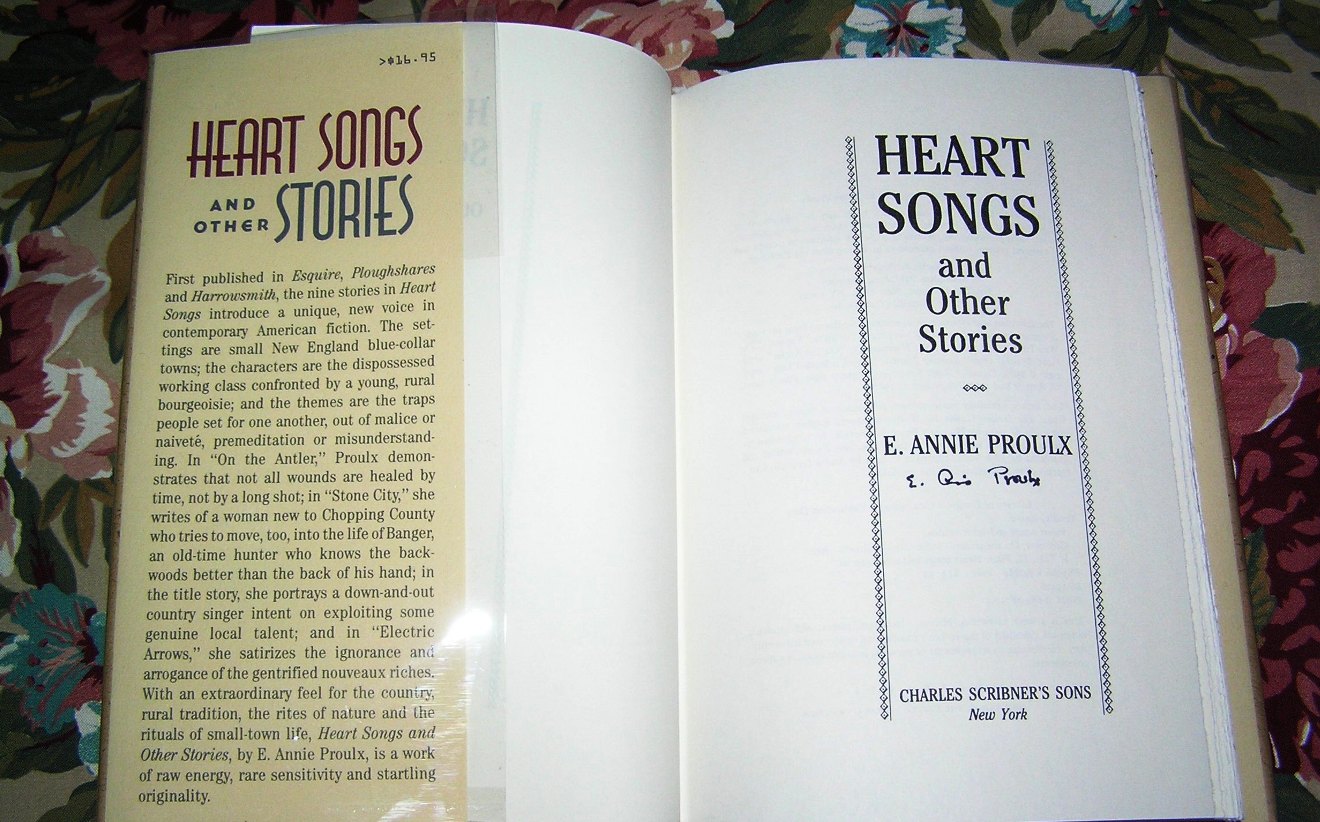 >$16.95
HEART SONGS
AND
OTHER STORIES
First published in Esquire, Ploughshares
and Harrowsmith, the nine stories in Heart
Songs introduce a unique, new voice in
contemporary American fiction. The set-
tings are small New England blue-collar
towns; the characters are the dispossessed
working class confronted by a young, rural
bourgeoisie; and the themes are the traps
people set for one another, out of malice or
naiveté, premeditation or misunderstand-
ing. In “On the Antler,” Proulx demon-
strates that not all wounds are healed by
time, not by a long shot; in “Stone City,” she
writes of a woman new to Chopping County
who tries to move, too, into the life of Banger,
an old-time hunter who knows the back-
woods better than the back of his hand; in
the title story, she portrays a down-and-out
country singer intent on exploiting some
genuine local talent; and in “Electric
Arrows,” she satirizes the ignorance and
arrogance of the gentrified nouveaux riches.
With an extraordinary feel for the country,
rural tradition, the rites of nature and the
rituals of small-town life, Heart Songs and
Other Stories, by E. Annie Proulx, is a work
of raw energy, rare sensitivity and startling
originality.
HEART
SONGS
and
Other
Stories
E. ANNIE PROULX
E. Annie Proulx
CHARLES SCRIBNER'S SONS
New York